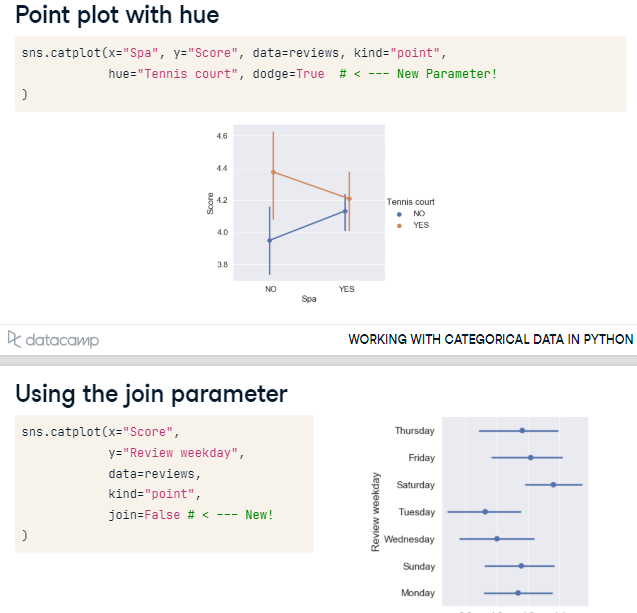 Point plot with hue
sns.catplot(x="Spa", y="Score", data=reviews, kind="point",
hue="Tennis court", dodge=True # < --- New Parameter!
)
4.6
4.4
4.2
4.0
3.8
Score
NO YES
Spa
Tennis court
NO
YES
datacamp
WORKING WITH CATEGORICAL DATA IN PYTHON
Using the join parameter
sns.catplot(x="Score",
y="Review weekday",
data=reviews,
kind="point",
join=False # < --- New!
)
Review weekday
Thursday
Friday
Saturday
Tuesday
Wednesday
Sunday
Monday